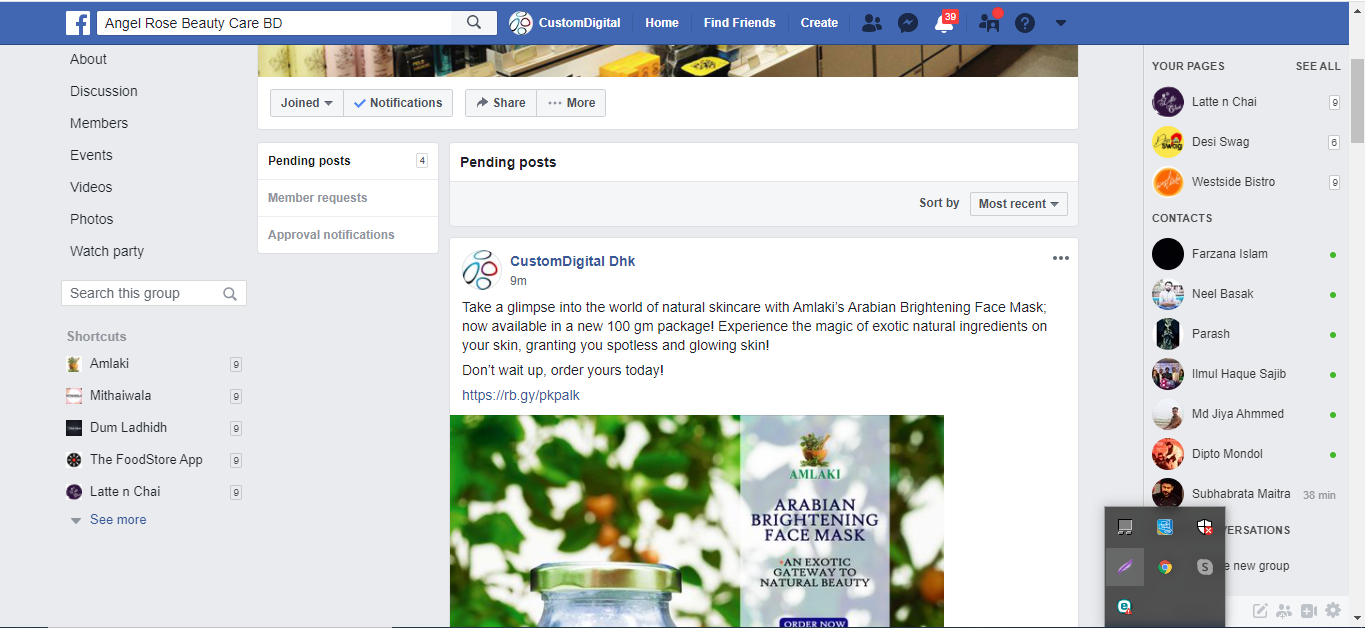 Angel Rose Beauty Care BD
CustomDigital
Home
Find Friends
Create
39
About
Discussion
Members
Events
Videos
Photos
Watch party
Search this group
Shortcuts
Amlaki 9
Mithaiwala 9
Dum Ladhidh 9
The FoodStore App 9
Latte n Chai 9
See more
Joined
Notifications
Share
More
Pending posts 4
Member requests
Approval notifications
Pending posts
Sort by
Most recent
CustomDigital Dhk
9m
Take a glimpse into the world of natural skincare with Amlaki’s Arabian Brightening Face Mask;
now available in a new 100 gm package! Experience the magic of exotic natural ingredients on
your skin, granting you spotless and glowing skin!
Don’t wait up, order yours today!
https://rb.gy/pkpalk
AMLAKI
ARABIAN
BRIGHTENING
FACE MASK
AN EXOTIC
GATEWAY TO
NATURAL BEAUTY
ORDER NOW
YOUR PAGES
SEE ALL
Latte n Chai 9
Desi Swag 6
Westside Bistro 9
CONTACTS
Farzana Islam
Neel Basak
Parash
Ilmul Haque Sajib
Md Jiya Ahmmed
Dipto Mondol
Subhabrata Maitra 38 min
VERSATIONS
e new group